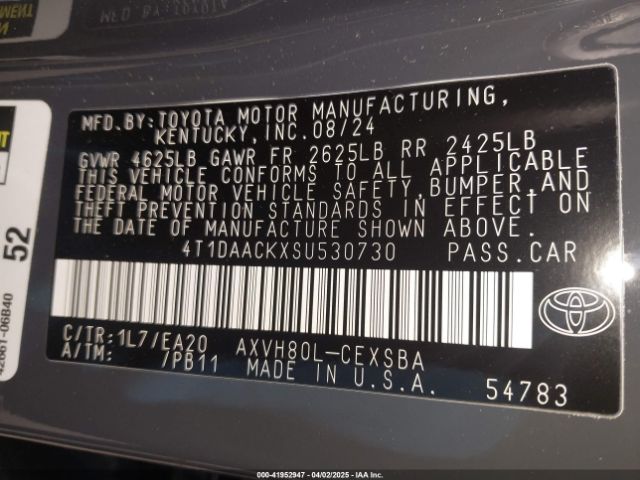 MFD.BY:TOYOTA MOTOR MANUFACTURING,
KENTUCKY, INC. 08/24
GVWR 4625LB GAWR FR 2625LB RR 2425LB
THIS VEHICLE CONFORMS TO ALL APPLICABLE
FEDERAL MOTOR VEHICLE SAFETY,BUMPER,AND
THEFT PREVENTION STANDARDS IN EFFECT ON
THE DATE OF MANUFACTURE SHOWN ABOVE.
4T1DAACKXSU530730 PASS.CAR
C/TR:1L7/EA20 AXVH80L-CEXSBA
A/TM: /PB11 MADE IN U.S.A.
54783
52
42661-06B40
000-41952947 - 04/02/2025 - IAA Inc.